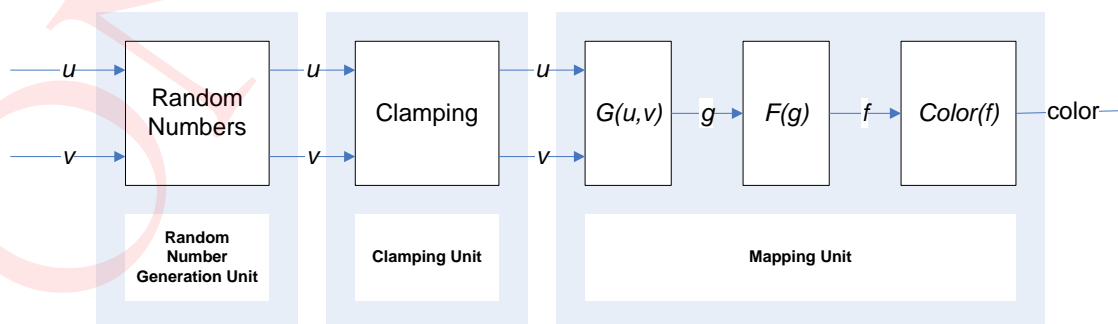 u
v
Random
Numbers
u
v
Clamping
u
v
G(u,v)
g
F(g)
f
Color(f)
color
Random
Number
Generation Unit
Clamping Unit
Mapping Unit